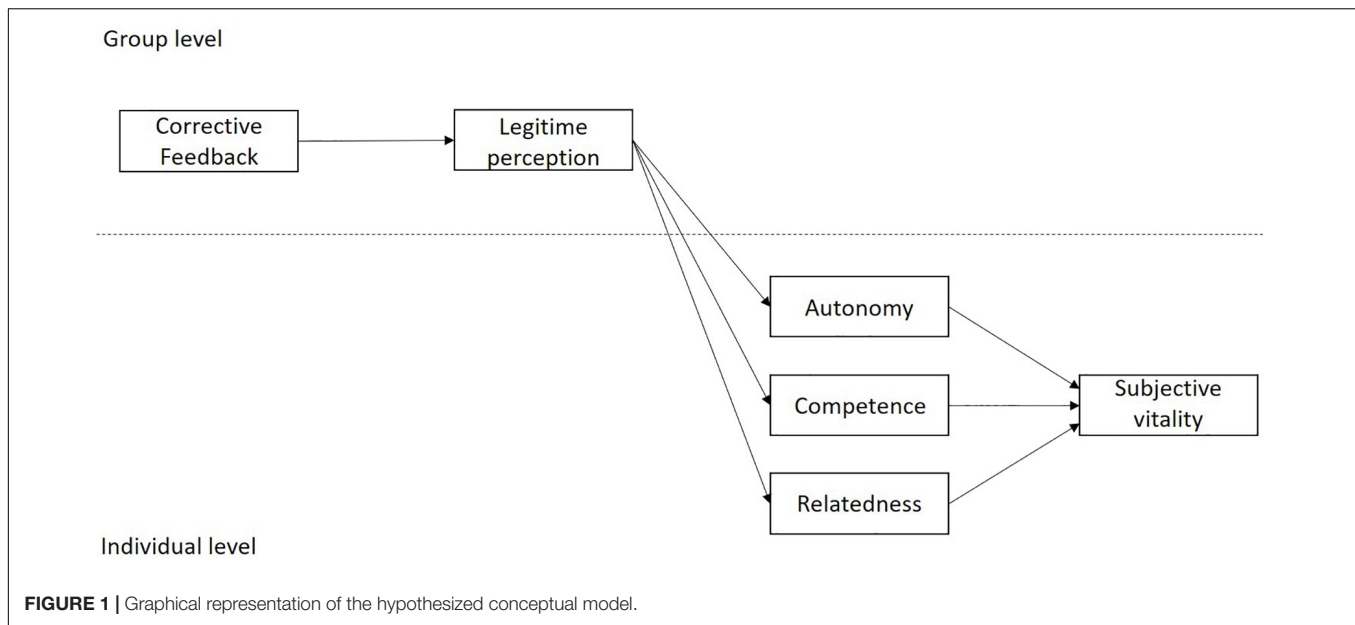 Group level
Corrective
Feedback
Legitime
perception
Autonomy
Competence
Subjective
vitality
Relatedness
Individual level
FIGURE 1 | Graphical representation of the hypothesized conceptual model.